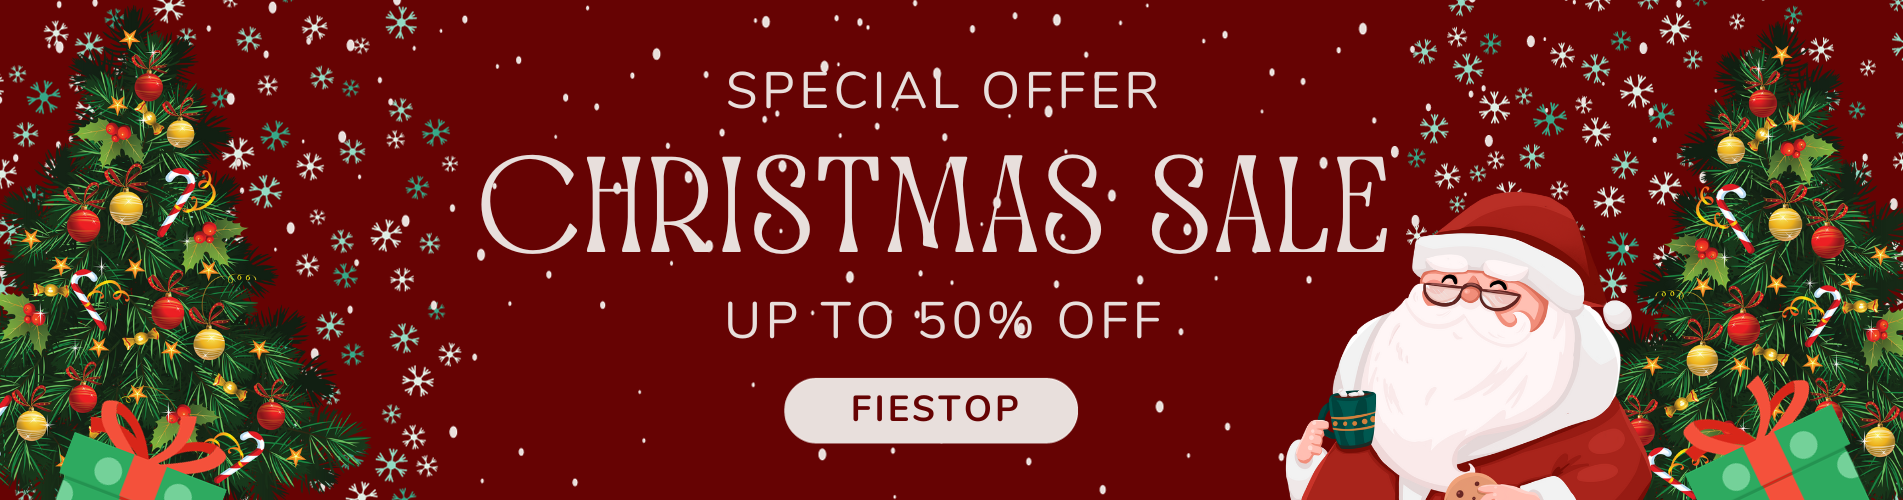 SPECIAL OFFER
CHRISTMAS SALE
UP TO 50% OFF
FIESTOP